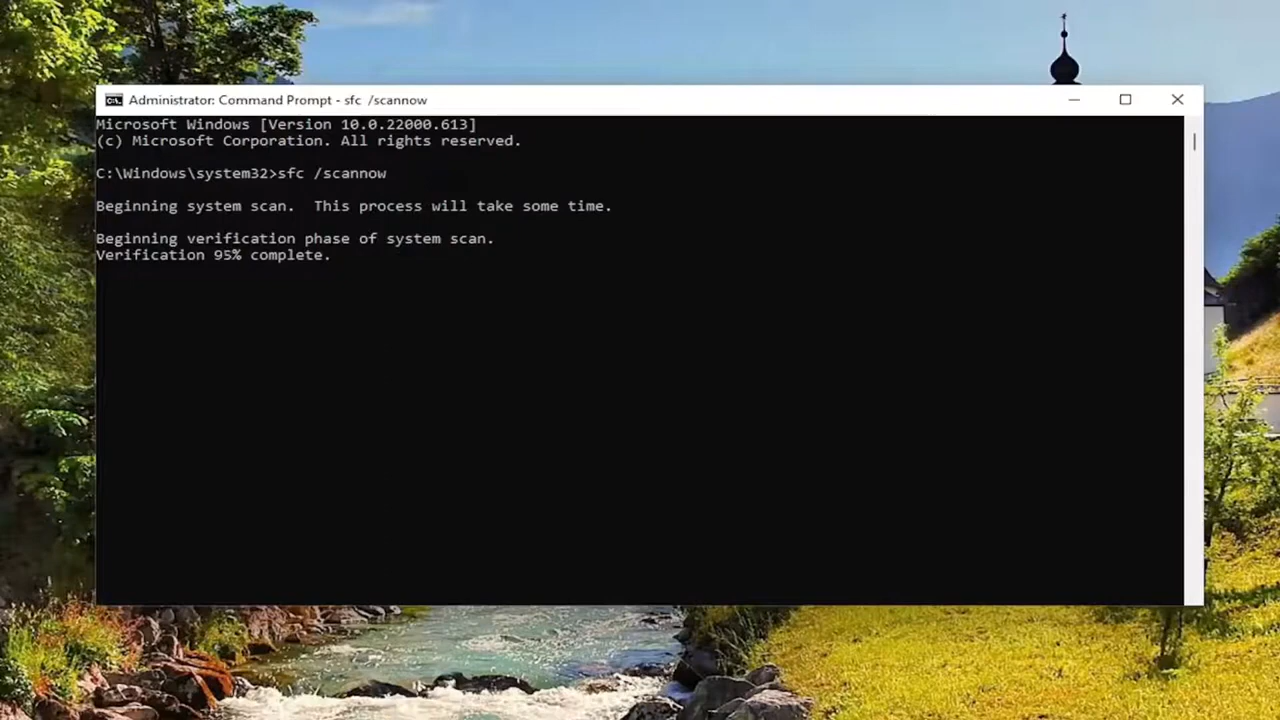 Administrator: Command Prompt - sfc  /scannow
Microsoft Windows [Version 10.0.22000.613]
(c) Microsoft Corporation. All rights reserved.
C:\Windows\system32>sfc /scannow
Beginning system scan.  This process will take some time.
Beginning verification phase of system scan.
Verification 95% complete.